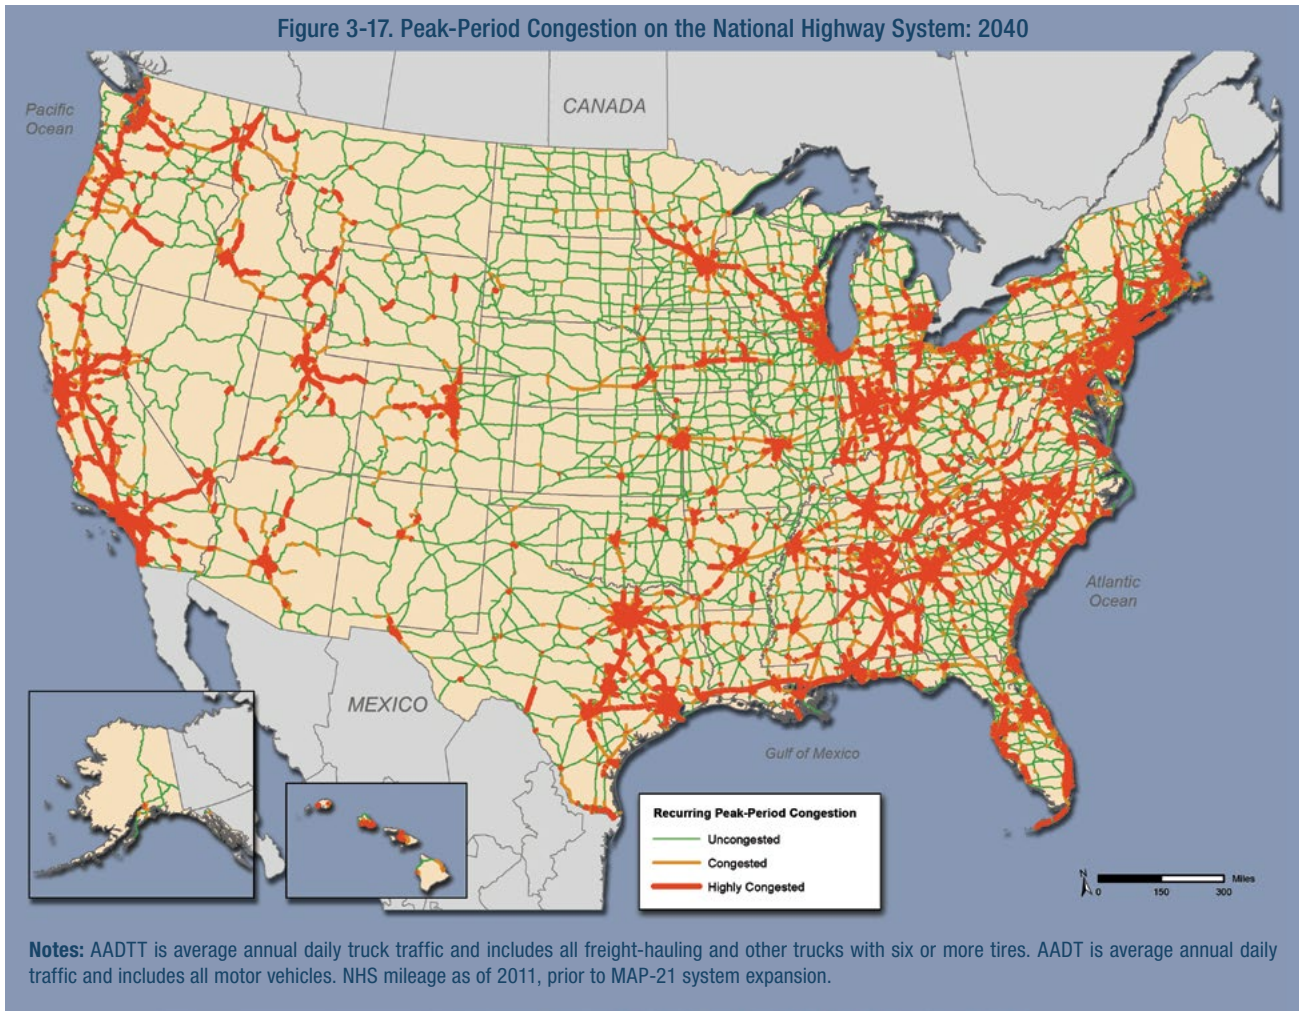 Figure 3-17. Peak-Period Congestion on the National Highway System: 2040
Pacific
Ocean
CANADA
Atlantic
Ocean
MEXICO
Gulf of Mexico
Recurring Peak-Period Congestion
Uncongested
Congested
Highly Congested
N
Miles
0 150 300
Notes: AADTT is average annual daily truck traffic and includes all freight-hauling and other trucks with six or more tires. AADT is average annual daily
traffic and includes all motor vehicles. NHS mileage as of 2011, prior to MAP-21 system expansion.